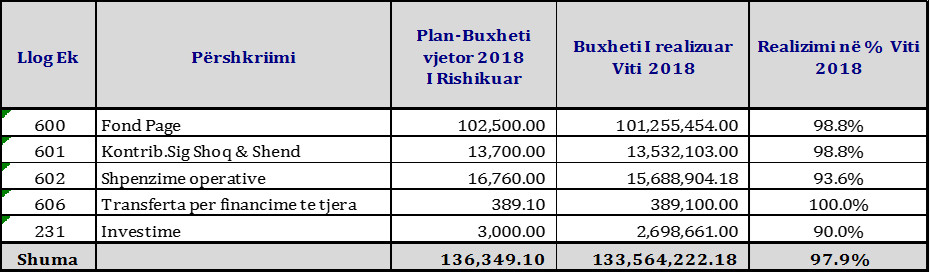 Llog Ek Përshkriimi Plan-Buxheti vjetor 2018 I Rishikuar Buxheti I realizuar Viti 2018 Realizimi në % Viti 2018
600 Fond Page 102,500.00 101,255,454.00 98.8%
601 Kontrib.Sig Shoq & Shend 13,700.00 13,532,103.00 98.8%
602 Shpenzime operative 16,760.00 15,688,904.18 93.6%
606 Transferta per financime te tjera 389.10 389,100.00 100.0%
231 Investime 3,000.00 2,698,661.00 90.0%
Shuma 136,349.10 133,564,222.18 97.9%